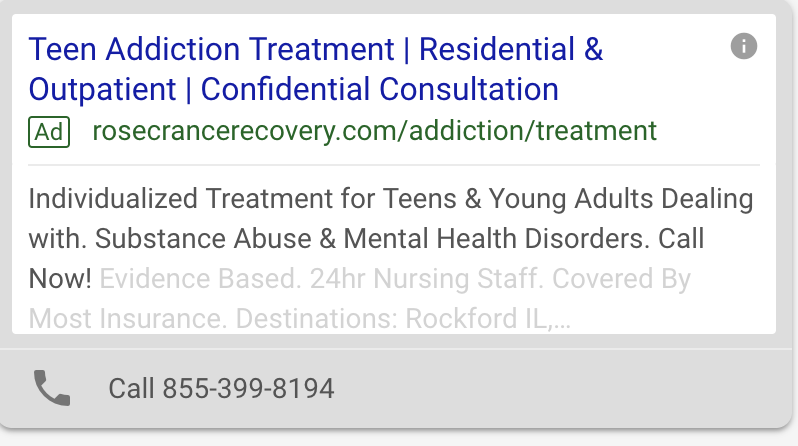 Teen Addiction Treatment | Residential &
Outpatient | Confidential Consultation
Ad rosecrancerecovery.com/addiction/treatment
Individualized Treatment for Teens & Young Adults Dealing
with. Substance Abuse & Mental Health Disorders. Call
Now! Evidence Based. 24hr Nursing Staff. Covered By
Most Insurance. Destinations: Rockford IL,...
Call 855-399-8194